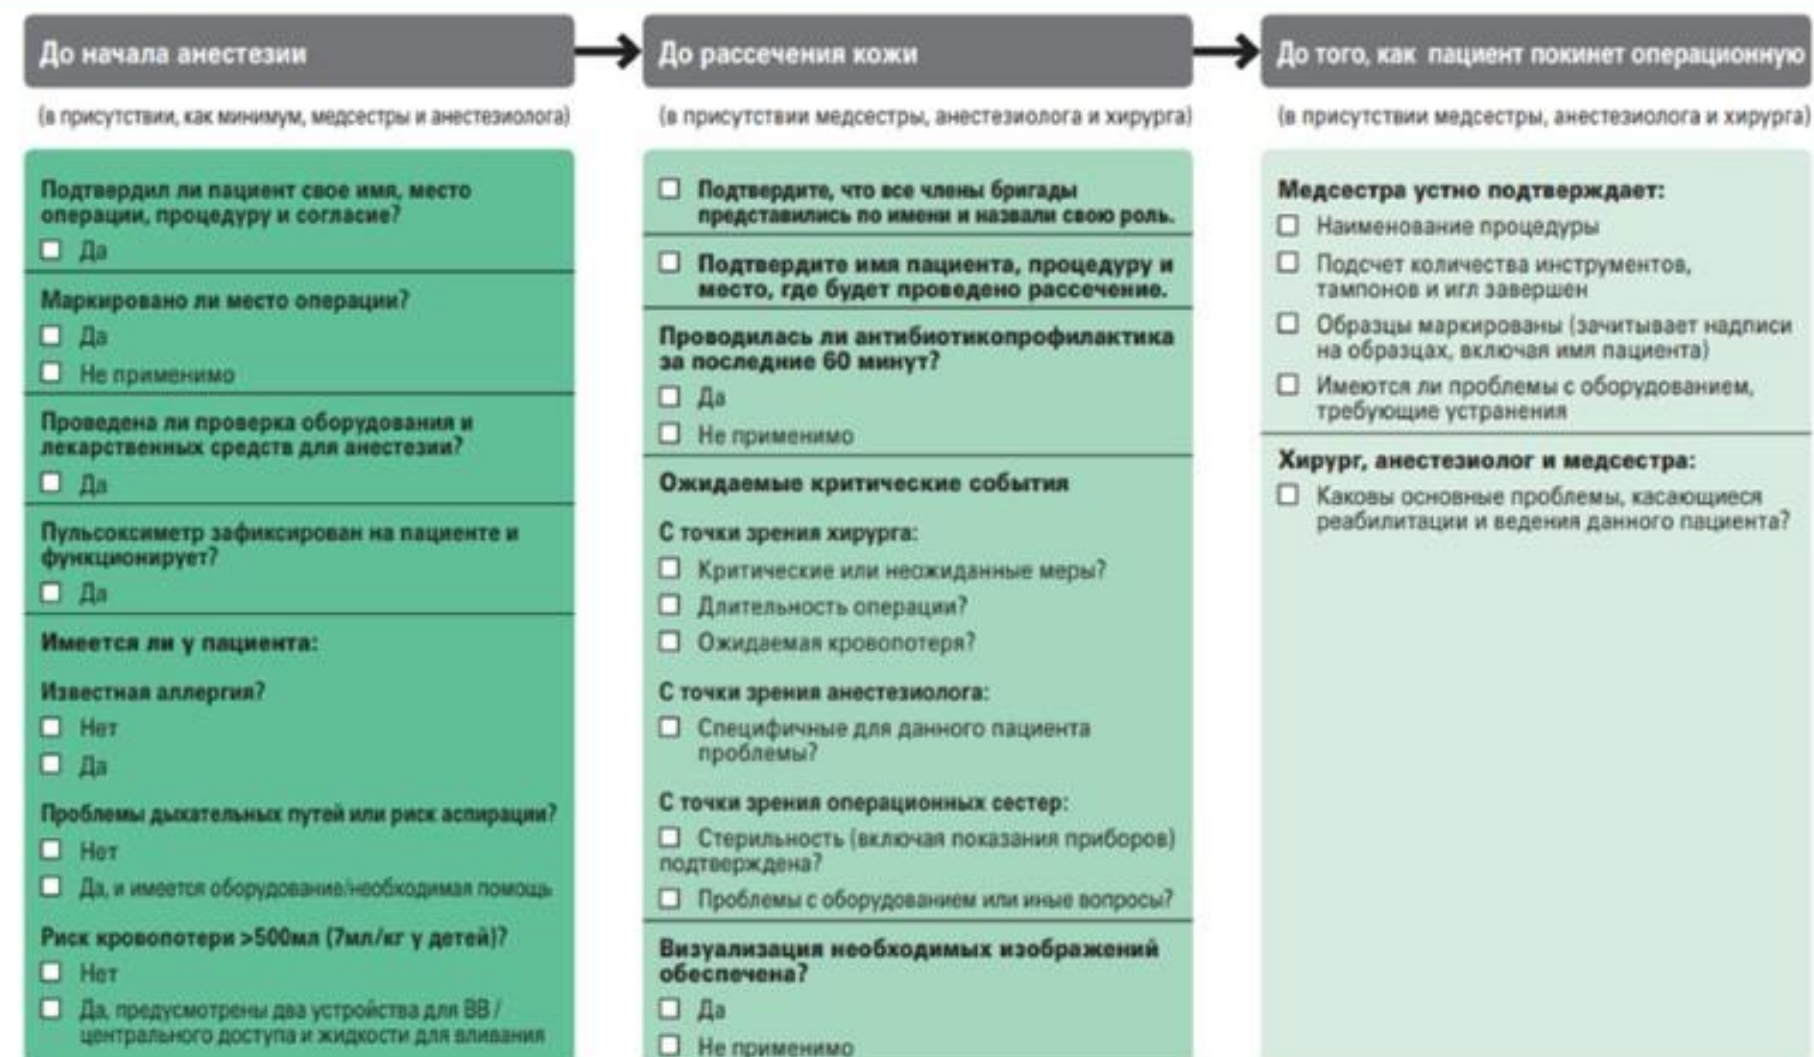 До начала анестезии
(в присутствии, как минимум, медсестры и анестезиолога)
Подтвердил ли пациент свое имя, место
операции, процедуру и согласие?
Да
Маркировано ли место операции?
Да
Не применимо
Проведена ли проверка оборудования и
лекарственных средств для анестезии?
Да
Пульсоксиметр зафиксирован на пациенте и
функционирует?
Да
Имеется ли у пациента:
Известная аллергия?
Нет
Да
Проблемы дыхательных путей или риск аспирации?
Нет
Да, и имеется оборудование/необходимая помощь
Риск кровопотери >500мл (7мл/кг у детей)?
Нет
Да, предусмотрены два устройства для ВВ /
центрального доступа и жидкости для вливания
До рассечения кожи
(в присутствии медсестры, анестезиолога и хирурга)
Подтвердите, что все члены бригады
представились по имени и назвали свою роль.
Подтвердите имя пациента, процедуру и
место, где будет проведено рассечение.
Проводилась ли антибиотикопрофилактика
за последние 60 минут?
Да
Не применимо
Ожидаемые критические события
С точки зрения хирурга:
Критические или неожиданные меры?
Длительность операции?
Ожидаемая кровопотеря?
С точки зрения анестезиолога:
Специфичные для данного пациента
проблемы?
С точки зрения операционных сестер:
Стерильность (включая показания приборов)
подтверждена?
Проблемы с оборудованием или иные вопросы?
Визуализация необходимых изображений
обеспечена?
Да
Не применимо
До того, как пациент покинет операционную
(в присутствии медсестры, анестезиолога и хирурга)
Медсестра устно подтверждает:
Наименование процедуры
Подсчет количества инструментов,
тампонов и игл завершен
Образцы маркированы (зачитывает надписи
на образцах, включая имя пациента)
Имеются ли проблемы с оборудованием,
требующие устранения
Хирург, анестезиолог и медсестра:
Каковы основные проблемы, касающиеся
реабилитации и ведения данного пациента?